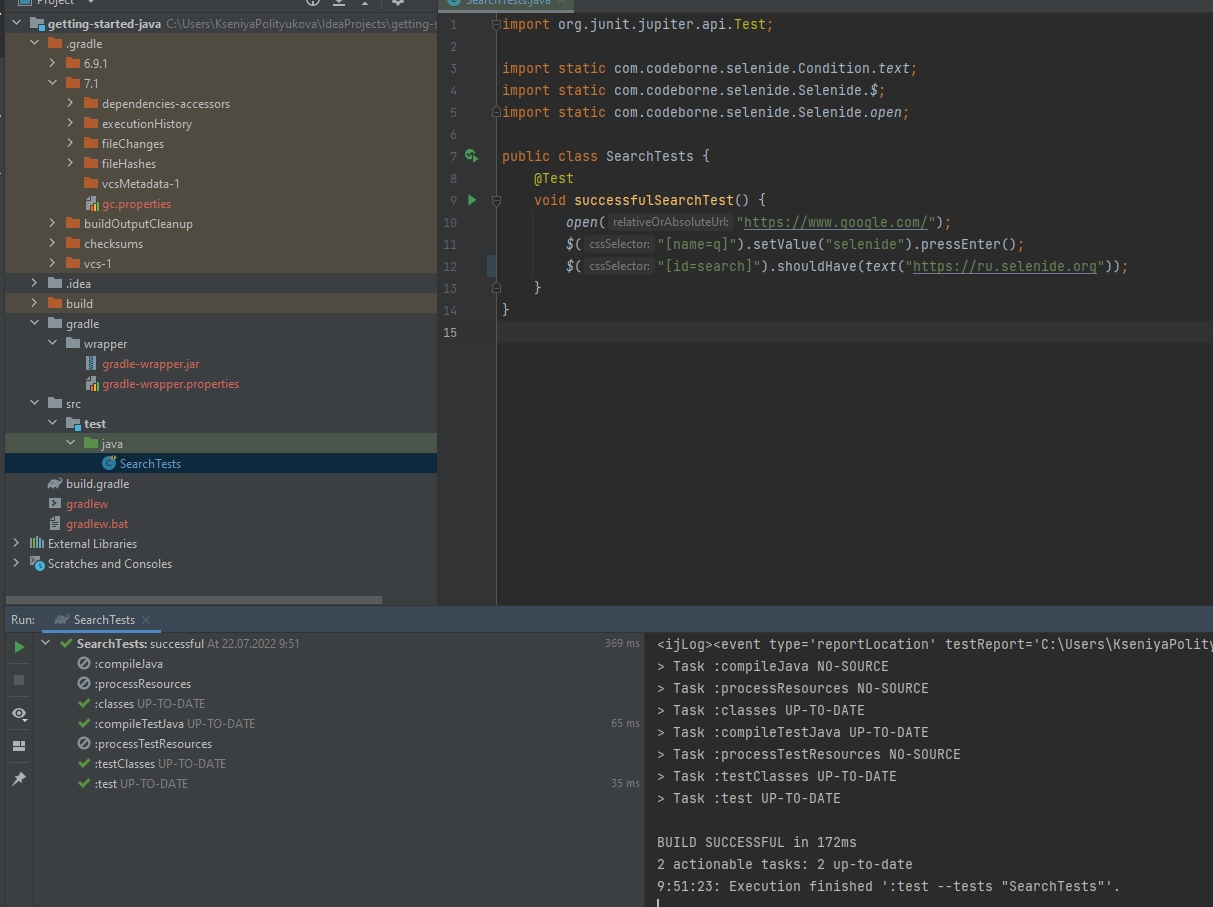 Project
getting-started-java C:\Users\KseniyaPolityukova\IdeaProjects\getting-s
.gradle
6.9.1
7.1
dependencies-accessors
executionHistory
fileChanges
fileHashes
vcsMetadata-1
gc.properties
buildOutputCleanup
checksums
vcs-1
.idea
build
gradle
wrapper
gradle-wrapper.jar
gradle-wrapper.properties
src
test
java
SearchTests
build.gradle
gradlew
gradlew.bat
External Libraries
Scratches and Consoles
SearchTests.java
1 import org.junit.jupiter.api.Test;
2
3 import static com.codeborne.selenide.Condition.text;
4 import static com.codeborne.selenide.Selenide.$;
5 import static com.codeborne.selenide.Selenide.open;
6
7 public class SearchTests {
8 @Test
9 void successfulSearchTest() {
10 open( relativeOrAbsoluteUrl: "https://www.google.com/");
11 $( cssSelector: "[name=q]").setValue("selenide").pressEnter();
12 $( cssSelector: "[id=search]").shouldHave(text("https://ru.selenide.org"));
13 }
14 }
15
Run: SearchTests
SearchTests: successful At 22.07.2022 9:51 369 ms
:compileJava
:processResources
:classes UP-TO-DATE
:compileTestJava UP-TO-DATE 65 ms
:processTestResources
:testClasses UP-TO-DATE
:test UP-TO-DATE 35 ms
<ijLog><event type='reportLocation' testReport='C:\Users\KseniyaPolity
> Task :compileJava NO-SOURCE
> Task :processResources NO-SOURCE
> Task :classes UP-TO-DATE
> Task :compileTestJava UP-TO-DATE
> Task :processTestResources NO-SOURCE
> Task :testClasses UP-TO-DATE
> Task :test UP-TO-DATE
BUILD SUCCESSFUL in 172ms
2 actionable tasks: 2 up-to-date
9:51:23: Execution finished ':test --tests "SearchTests"'.